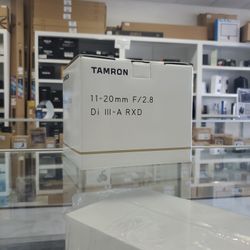 TAMRON
11-20mm F/2.8
Di III-A RXD